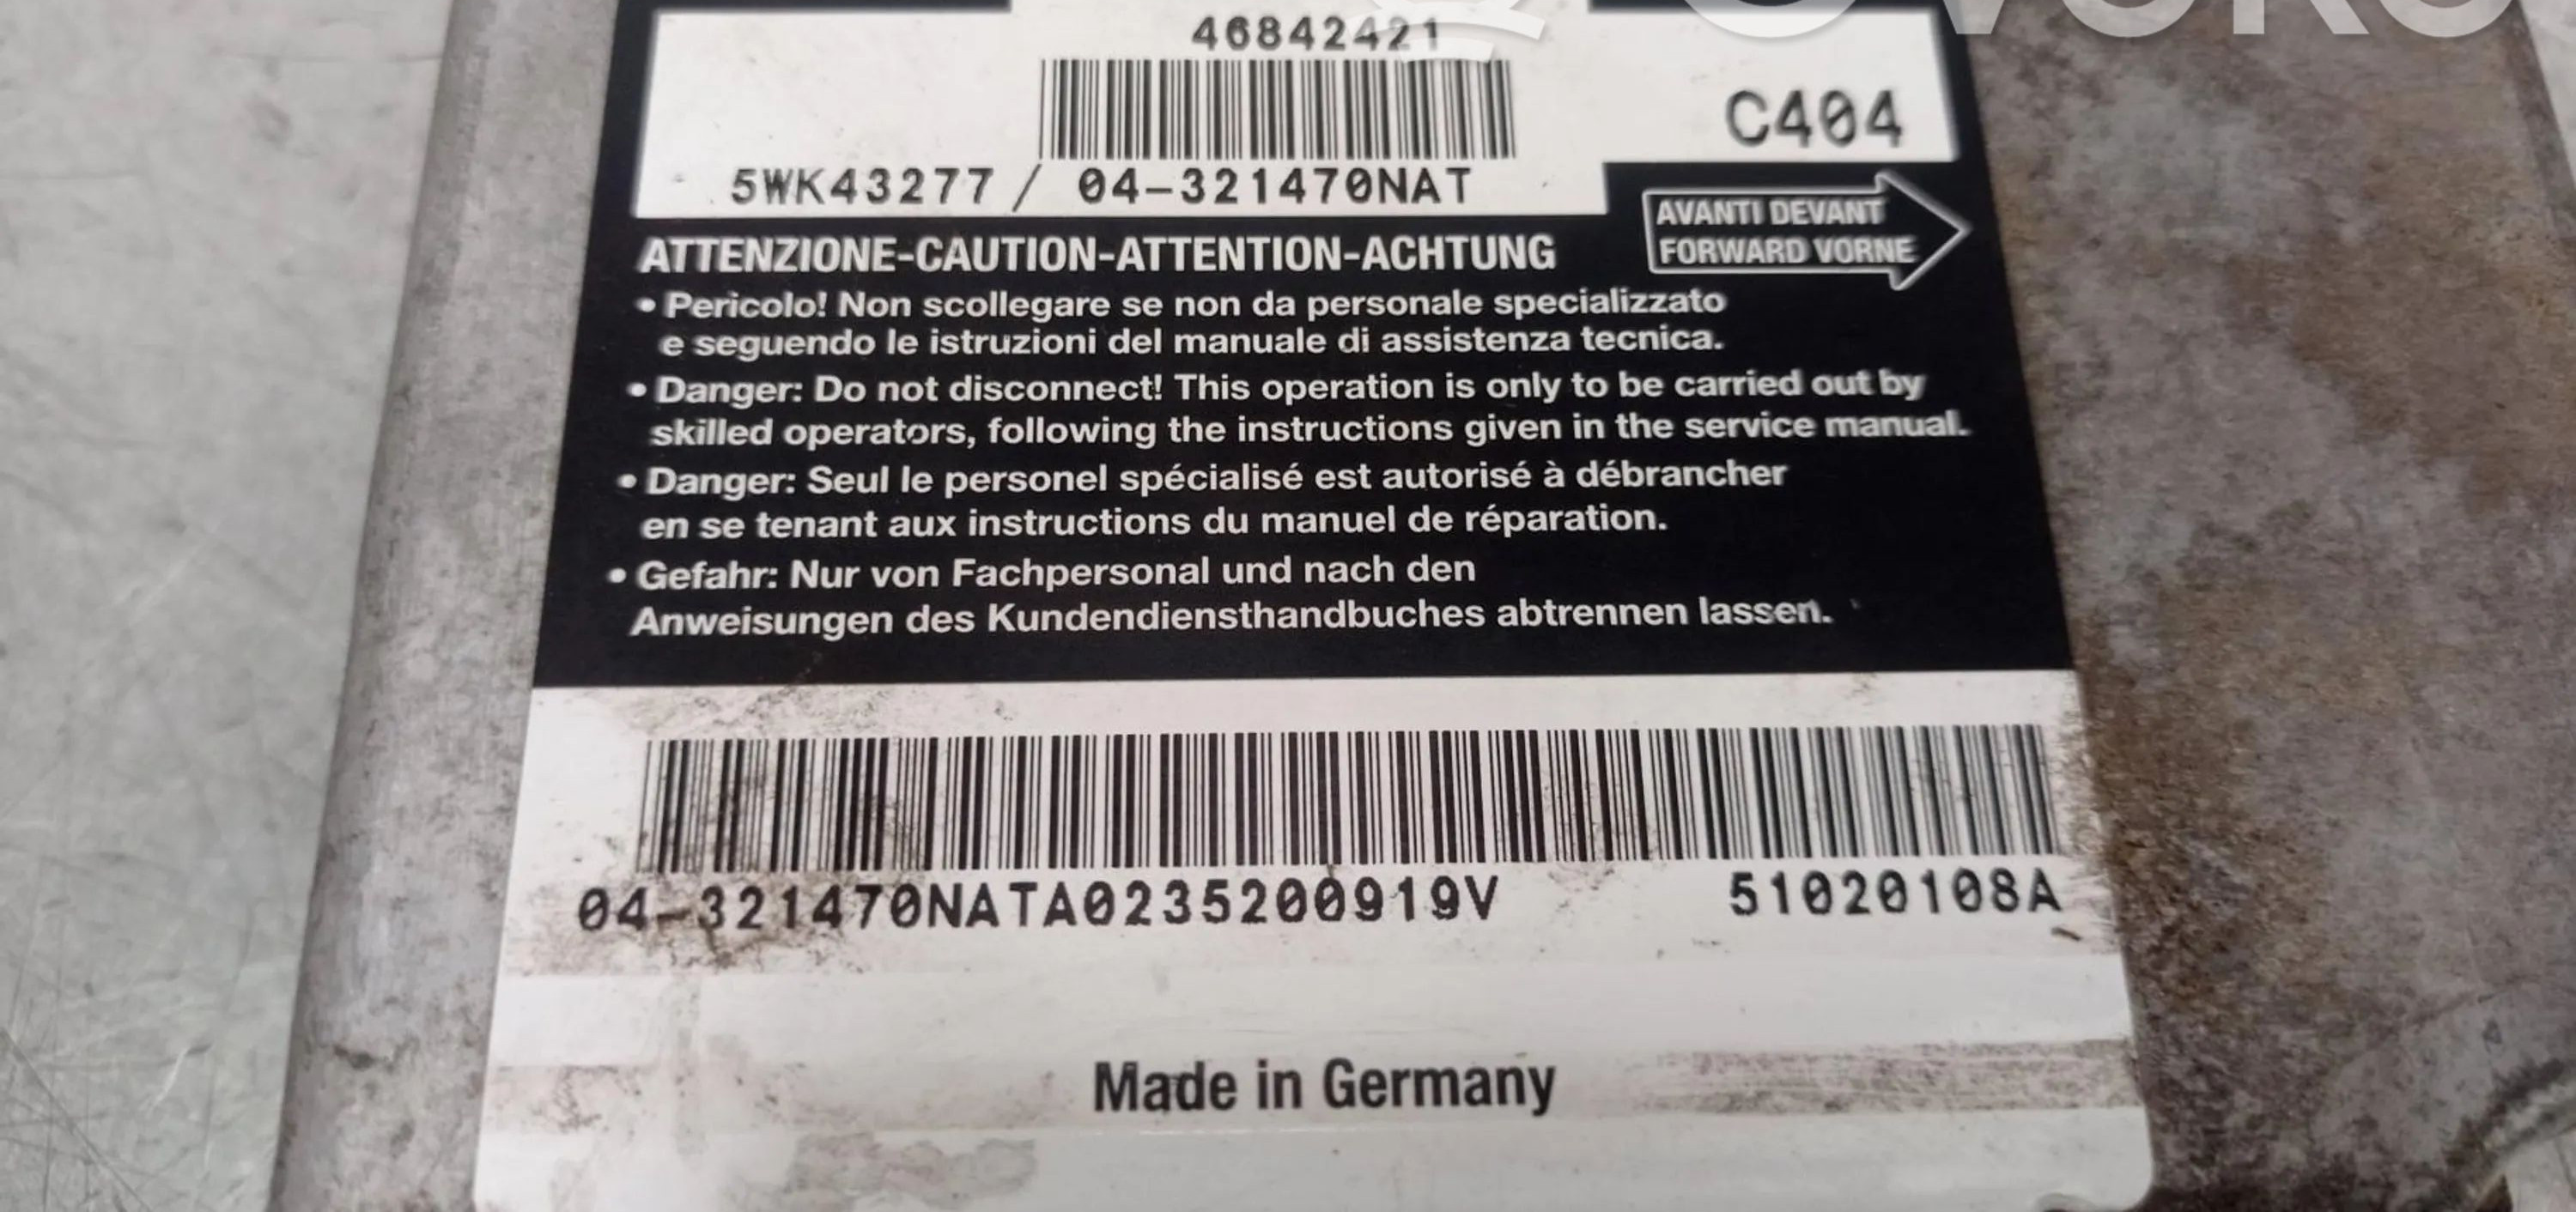 46842421
C404
5WK43277 / 04-321470NAT
AVANTI DEVANT
FORWARD VORNE
ATTENZIONE-CAUTION-ATTENTION-ACHTUNG
• Pericolo! Non scollegare se non da personale specializzato
e seguendo le istruzioni del manuale di assistenza tecnica.
• Danger: Do not disconnect! This operation is only to be carried out by
skilled operators, following the instructions given in the service manual.
• Danger: Seul le personel spécialisé est autorisé à débrancher
en se tenant aux instructions du manuel de réparation.
• Gefahr: Nur von Fachpersonal und nach den
Anweisungen des Kundendiensthandbuches abtrennen lassen.
04-321470NATA0235200919V 51020108A
Made in Germany